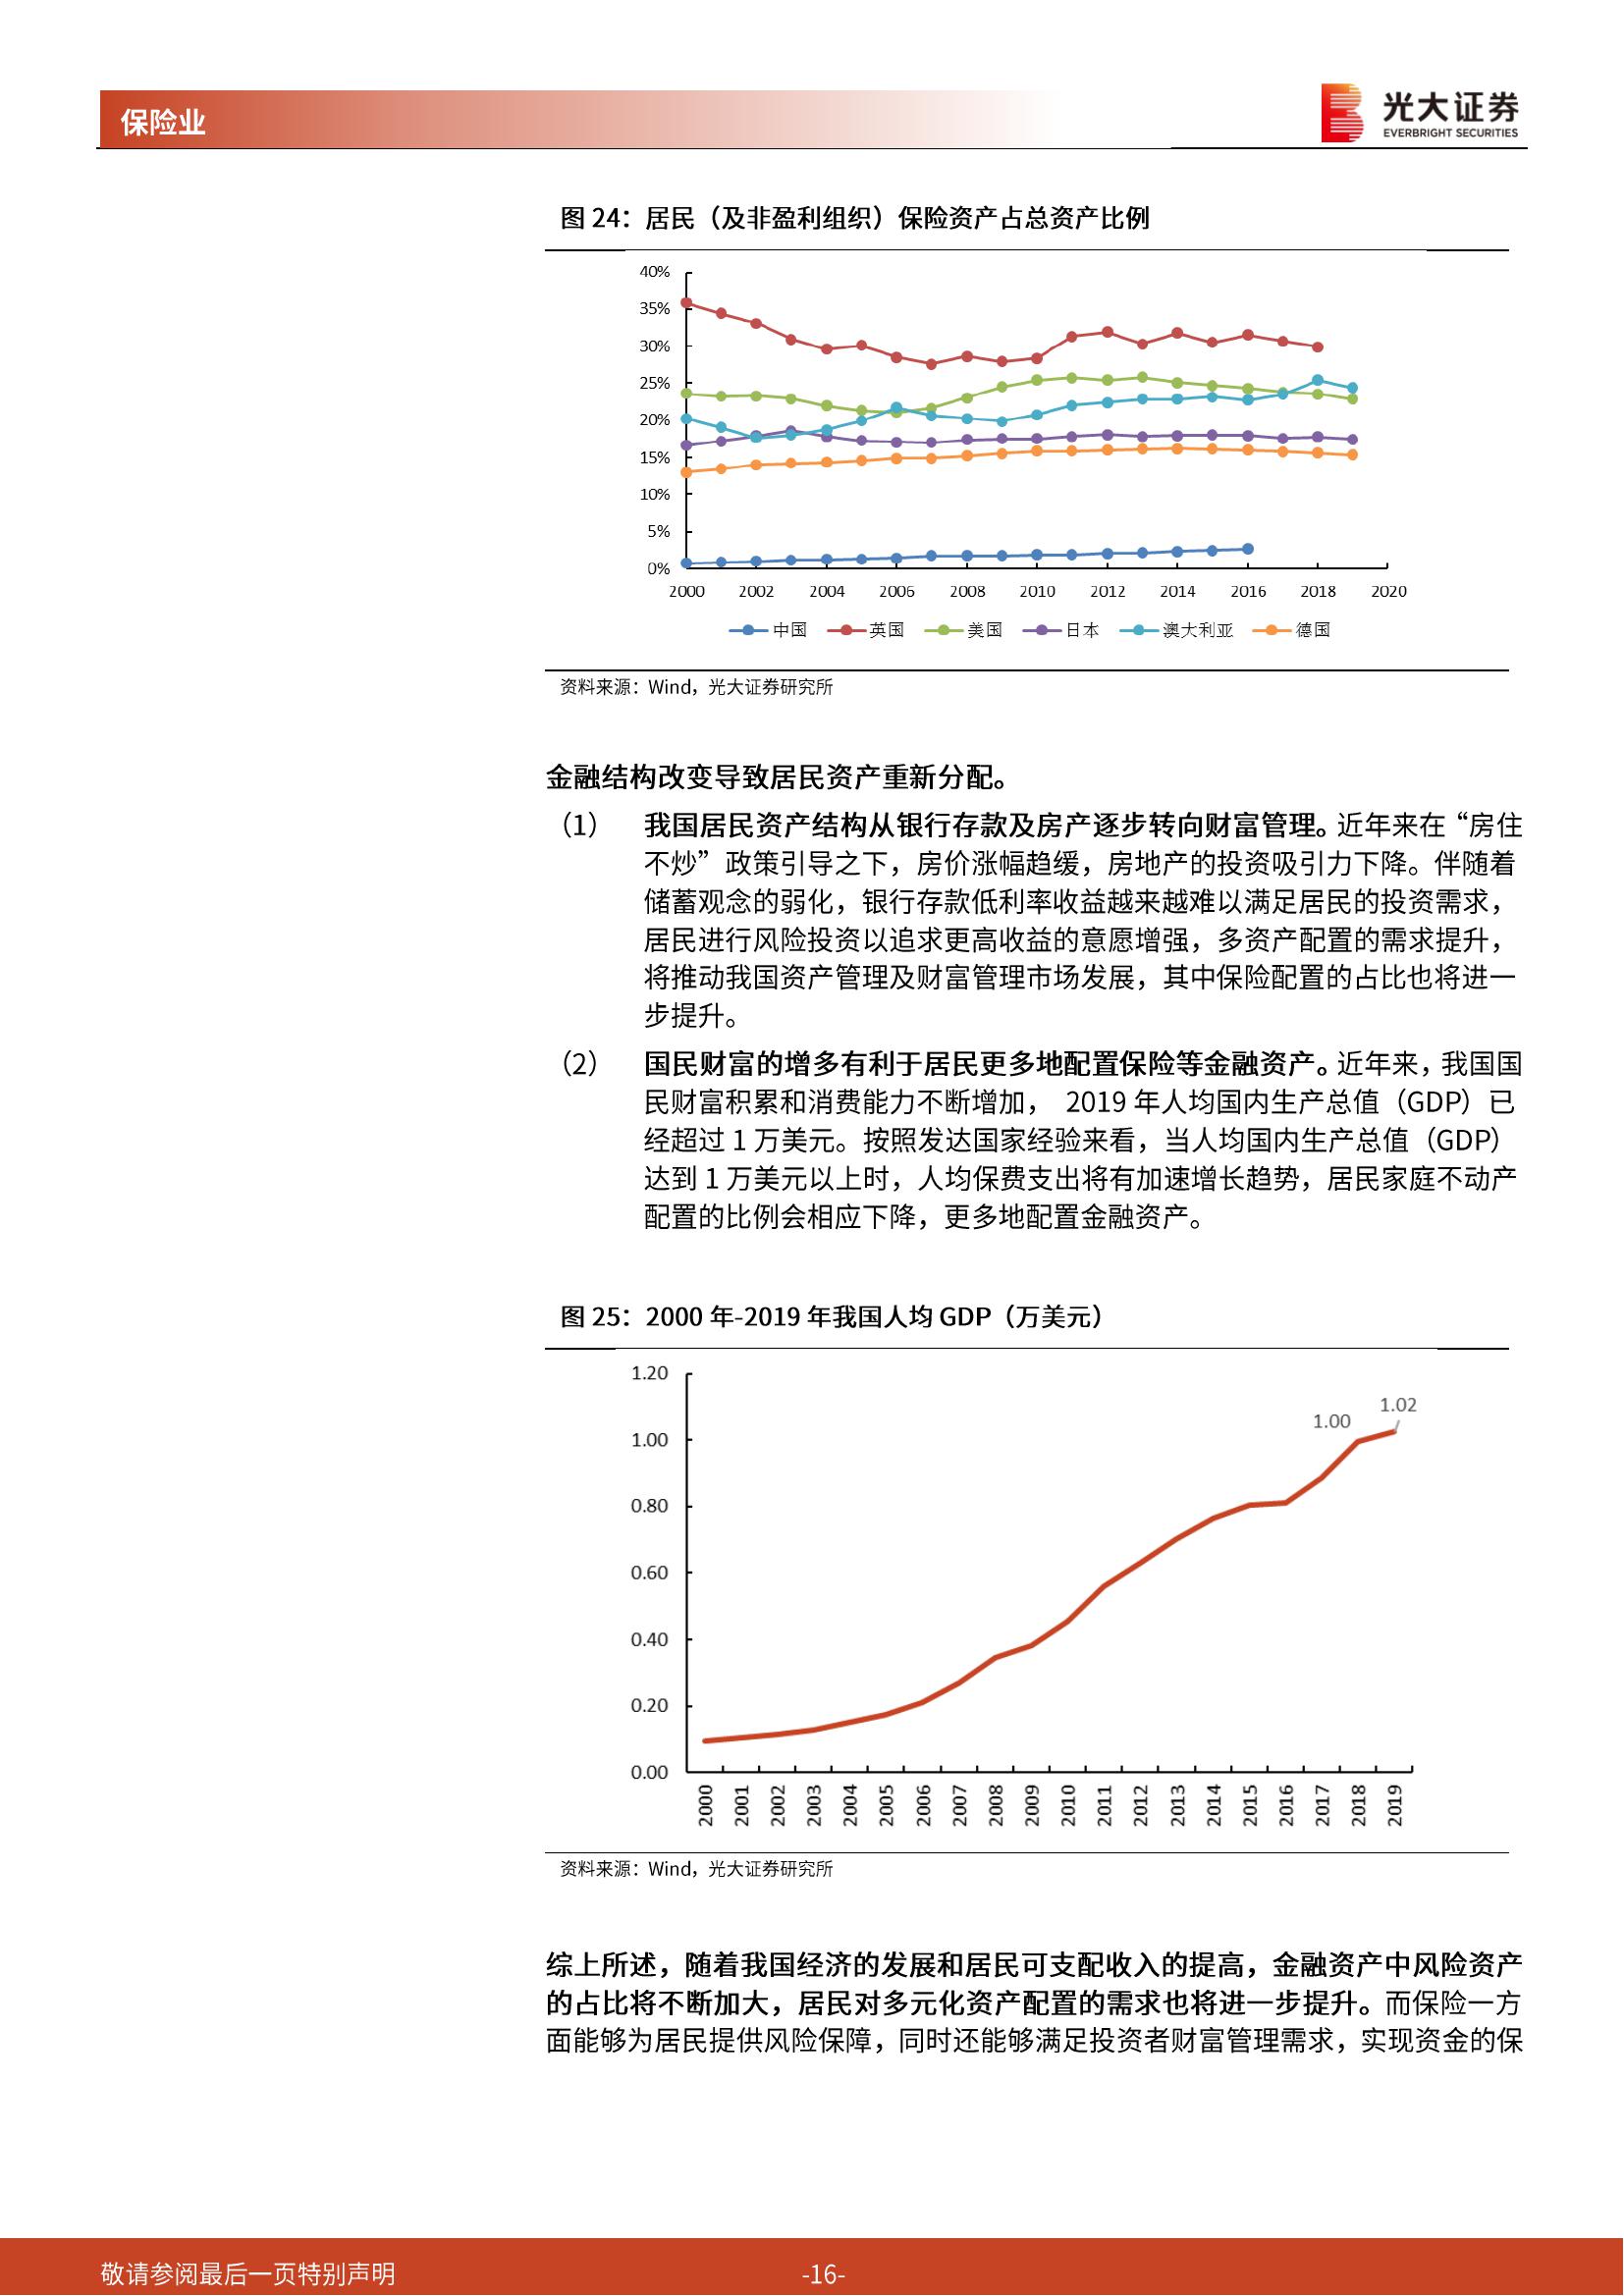 保险业
光大证券
EVERBRIGHT SECURITIES
图 24：居民（及非盈利组织）保险资产占总资产比例
40%
35%
30%
25%
20%
15%
10%
5%
0%
2000 2002 2004 2006 2008 2010 2012 2014 2016 2018 2020
中国 英国 美国 日本 澳大利亚 德国
资料来源：Wind，光大证券研究所
金融结构改变导致居民资产重新分配。
（1） 我国居民资产结构从银行存款及房产逐步转向财富管理。近年来在“房住
不炒”政策引导之下，房价涨幅趋缓，房地产的投资吸引力下降。伴随着
储蓄观念的弱化，银行存款低利率收益越来越难以满足居民的投资需求，
居民进行风险投资以追求更高收益的意愿增强，多资产配置的需求提升，
将推动我国资产管理及财富管理市场发展，其中保险配置的占比也将进一
步提升。
（2） 国民财富的增多有利于居民更多地配置保险等金融资产。近年来，我国国
民财富积累和消费能力不断增加， 2019 年人均国内生产总值（GDP）已
经超过 1 万美元。按照发达国家经验来看，当人均国内生产总值（GDP）
达到 1 万美元以上时，人均保费支出将有加速增长趋势，居民家庭不动产
配置的比例会相应下降，更多地配置金融资产。
图 25：2000 年-2019 年我国人均 GDP（万美元）
1.20
1.00
0.80
0.60
0.40
0.20
0.00
1.00
1.02
2000 2001 2002 2003 2004 2005 2006 2007 2008 2009 2010 2011 2012 2013 2014 2015 2016 2017 2018 2019
资料来源：Wind，光大证券研究所
综上所述，随着我国经济的发展和居民可支配收入的提高，金融资产中风险资产
的占比将不断加大，居民对多元化资产配置的需求也将进一步提升。而保险一方
面能够为居民提供风险保障，同时还能够满足投资者财富管理需求，实现资金的保
敬请参阅最后一页特别声明
-16-